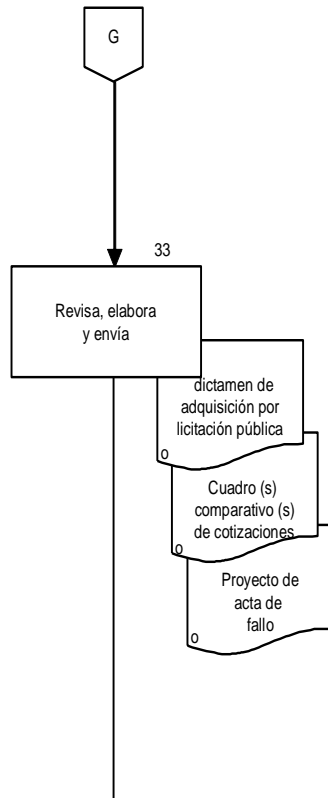 G
33
Revisa, elabora
y envía
dictamen de
adquisición por
licitación pública
o
Cuadro (s)
comparativo (s)
de cotizaciones
o
Proyecto de
acta de
fallo
o